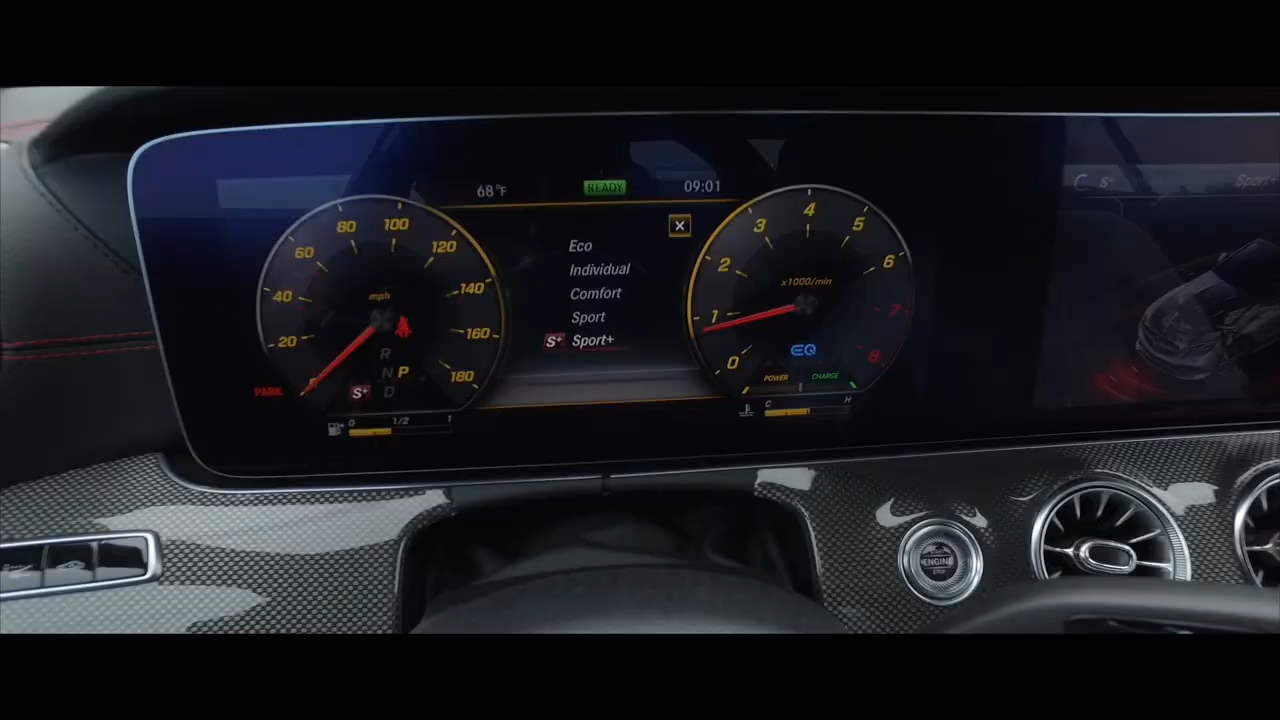 68 °F
READY
09:01
C S+
Sport+
Eco
Individual
Comfort
Sport
S+ Sport+
20
40
60
80
100
120
140
160
180
mph
PARK
R
N P
D
S+
0 1/2 1
0
1
2
3
4
5
6
7
8
x1000/min
EQ
POWER CHARGE
C H
ENGINE
STOP